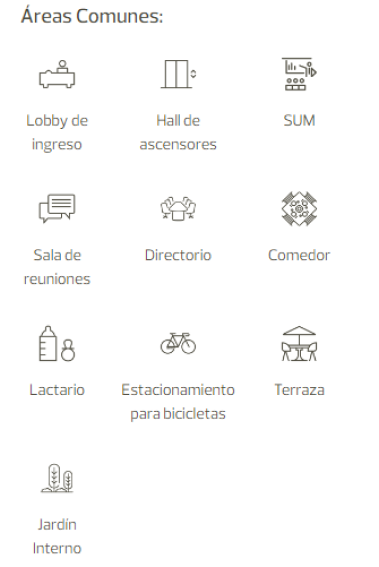 Áreas Comunes:
Lobby de
ingreso
Hall de
ascensores
SUM
Sala de
reuniones
Directorio
Comedor
Lactario
Estacionamiento
para bicicletas
Terraza
Jardín
Interno